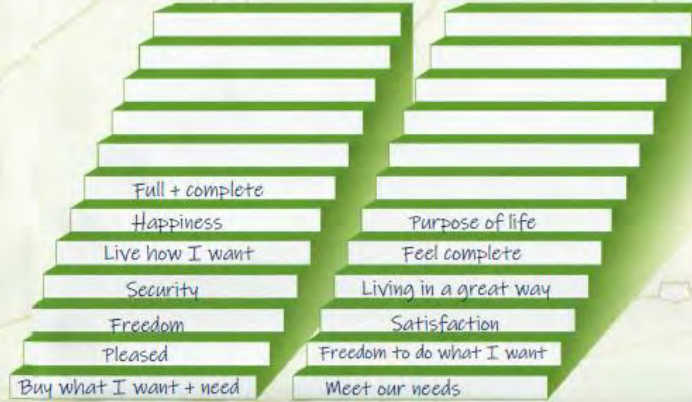 Full + complete
Happiness
Live how I want
Security
Freedom
Pleased
Buy what I want + need
Purpose of life
Feel complete
Living in a great way
Satisfaction
Freedom to do what I want
Meet our needs